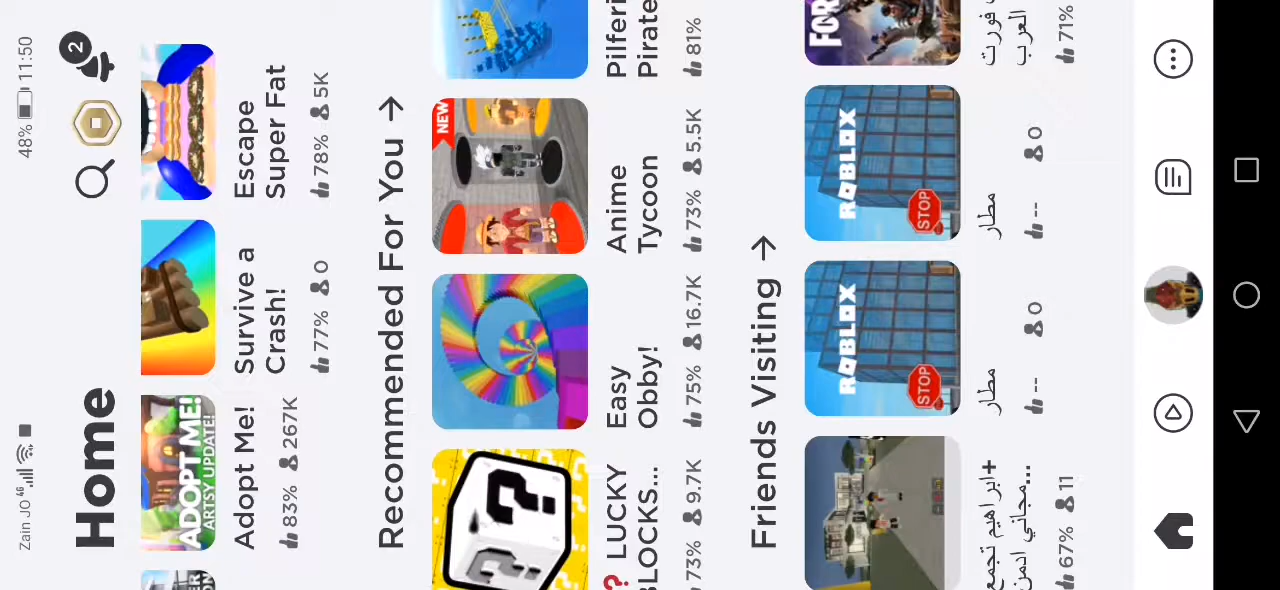 Zain JO 4G 48% 11:50
Home 2
ADOPT ME!
ARTSY UPDATE!
Adopt Me!
83% 267K
Survive a
Crash!
77% 0
Escape
Super Fat
78% 5K
Recommended For You →
? LUCKY
BLOCKS...
73% 9.7K
Easy
Obby!
75% 16.7K
NEW
Anime
Tycoon
73% 5.5K
Pilferi
Pirate
81%
Friends Visiting →
+ابراهيم تجمع
مجاني ادمن...
67% 11
ROBLOX
STOP
مطار
-- 0
ROBLOX
STOP
مطار
-- 0
FOR
فورت
العرب
71%